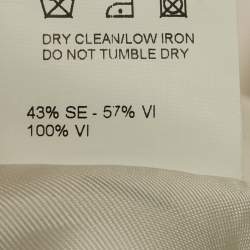 DRY CLEAN/LOW IRON
DO NOT TUMBLE DRY
43% SE - 57% VI
100% VI